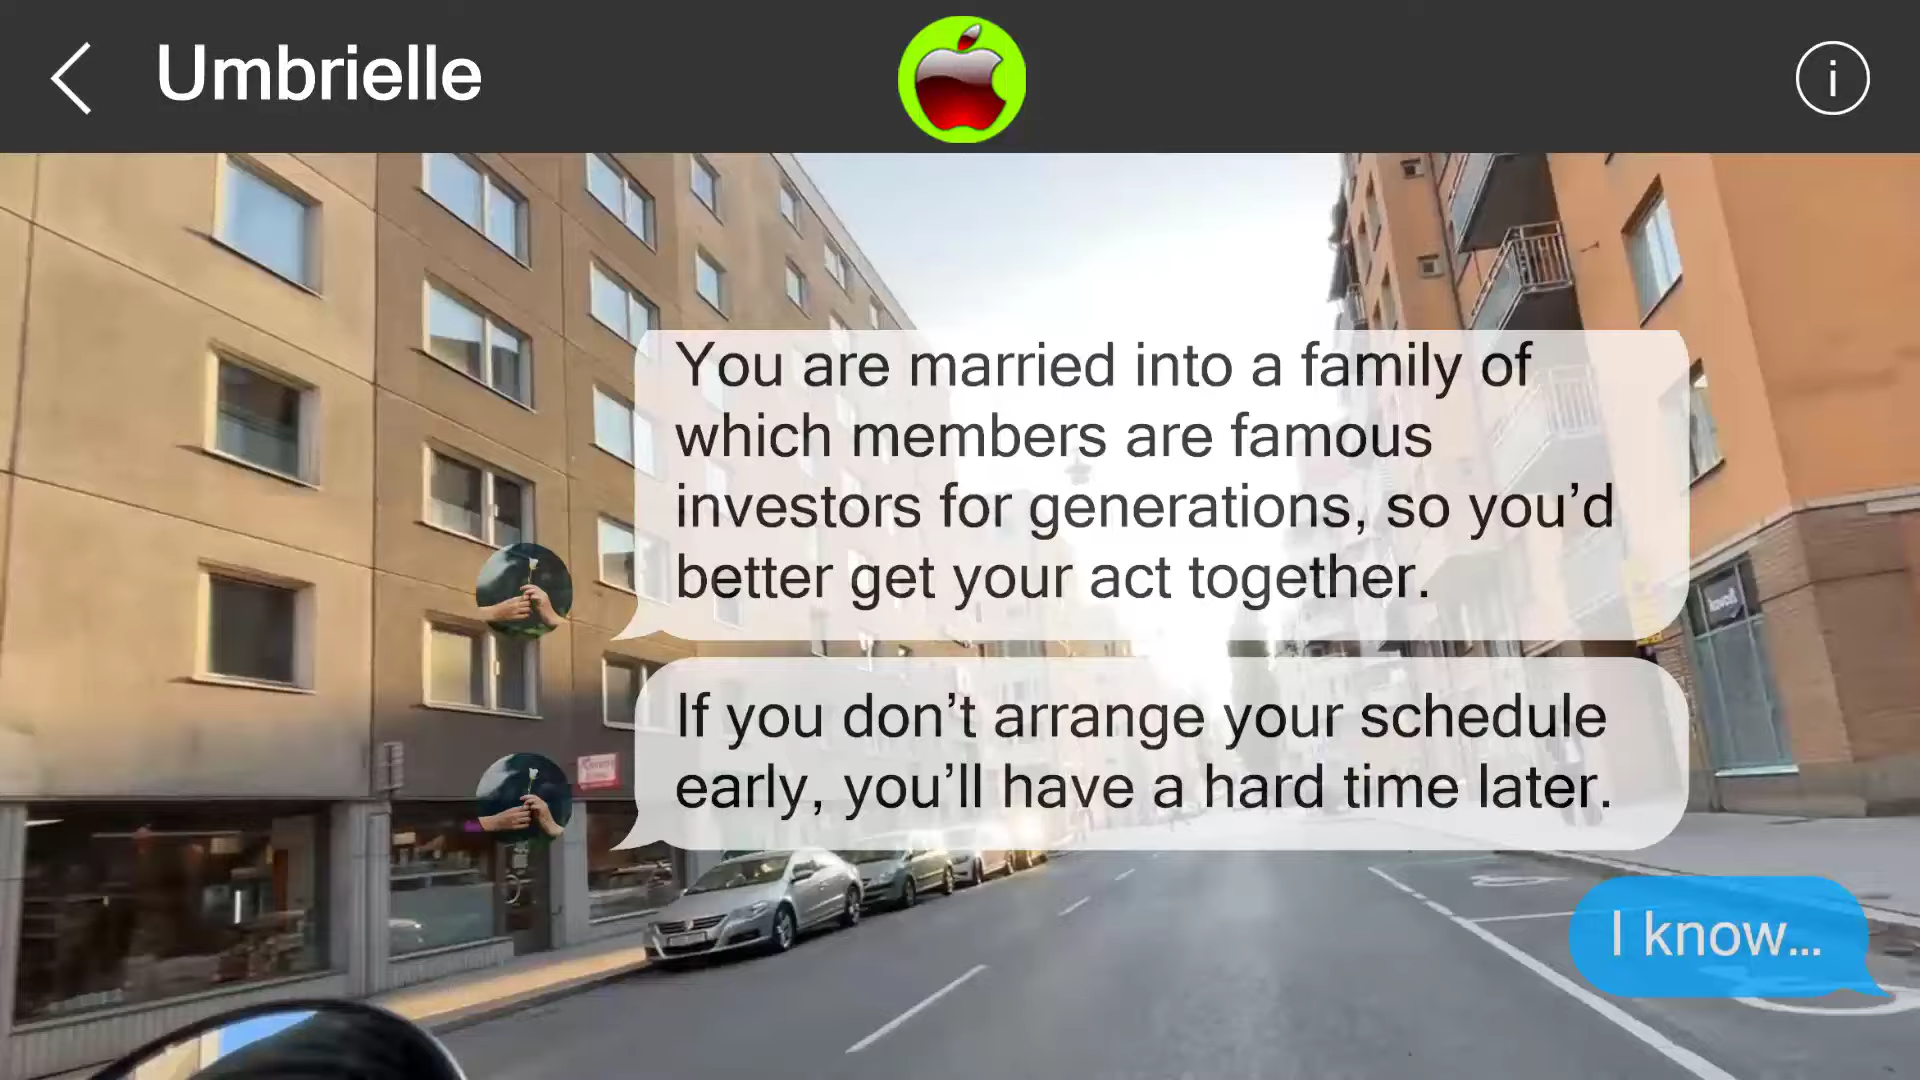 Umbrielle
i
You are married into a family of
which members are famous
investors for generations, so you’d
better get your act together.
If you don’t arrange your schedule
early, you’ll have a hard time later.
I know...